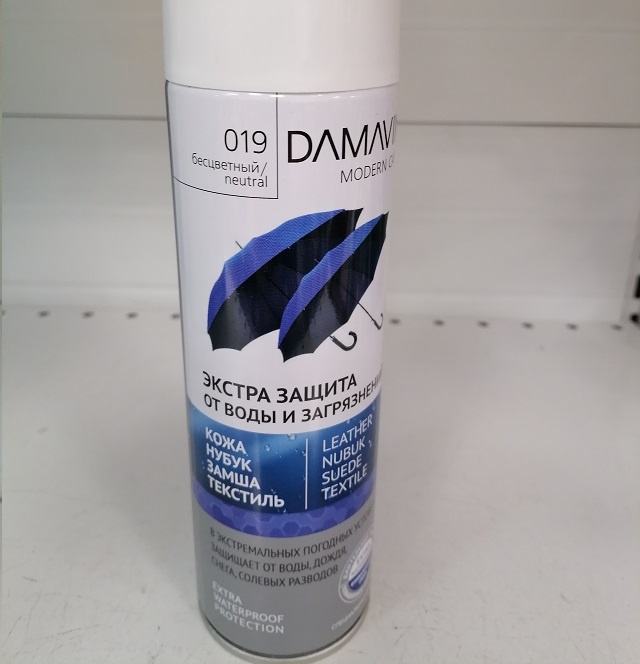 019
бесцветный/
neutral
DAMAVI
MODERN
ЭКСТРА ЗАЩИТА
ОТ ВОДЫ И ЗАГРЯЗНЕНИ
КОЖА
НУБУК
ЗАМША
ТЕКСТИЛЬ
LEATHER
NUBUK
SUEDE
TEXTILE
В ЭКСТРЕМАЛЬНЫХ ПОГОДНЫХ
ЗАЩИЩАЕТ ОТ ВОДЫ, ДОЖДЯ,
СНЕГА, СОЛЕВЫХ РАЗВОДОВ
EXTRA
WATERPROOF
PROTECTION